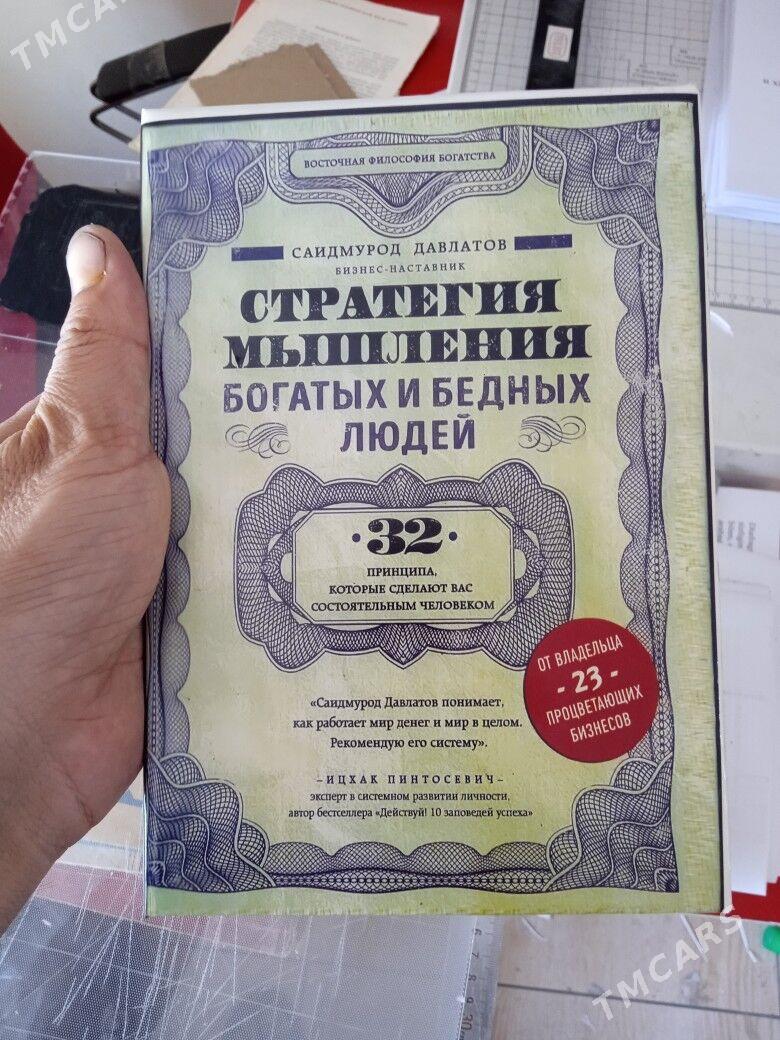 TMCARS
ВОСТОЧНАЯ ФИЛОСОФИЯ БОГАТСТВА
САИДМУРОД ДАВЛАТОВ
БИЗНЕС-НАСТАВНИК
СТРАТЕГИЯ
МЫШЛЕНИЯ
БОГАТЫХ И БЕДНЫХ
ЛЮДЕЙ
·32·
ПРИНЦИПА,
КОТОРЫЕ СДЕЛАЮТ ВАС
СОСТОЯТЕЛЬНЫМ ЧЕЛОВЕКОМ
ОТ ВЛАДЕЛЬЦА
- 23 -
ПРОЦВЕТАЮЩИХ
БИЗНЕСОВ
«Саидмурод Давлатов понимает,
как работает мир денег и мир в целом.
Рекомендую его систему».
–ИЦХАК ПИНТОСЕВИЧ–
эксперт в системном развитии личности,
автор бестселлера «Действуй! 10 заповедей успеха»
TMCARS